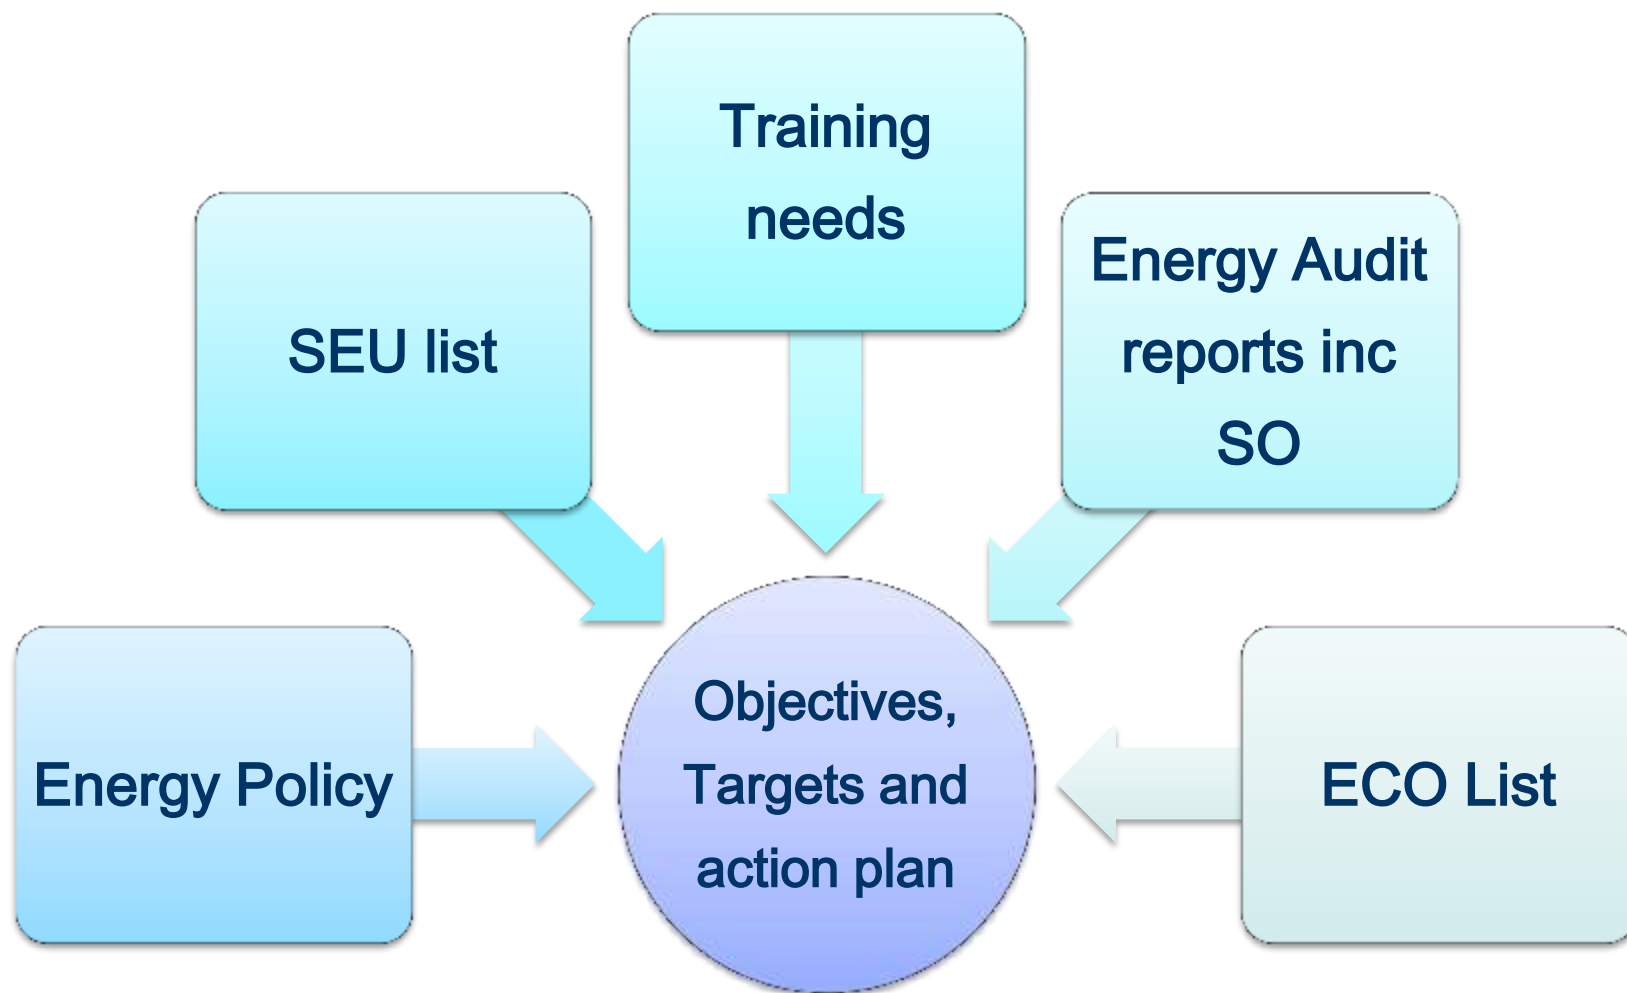 Training
needs
SEU list
Energy Audit
reports inc
SO
Energy Policy
Objectives,
Targets and
action plan
ECO List